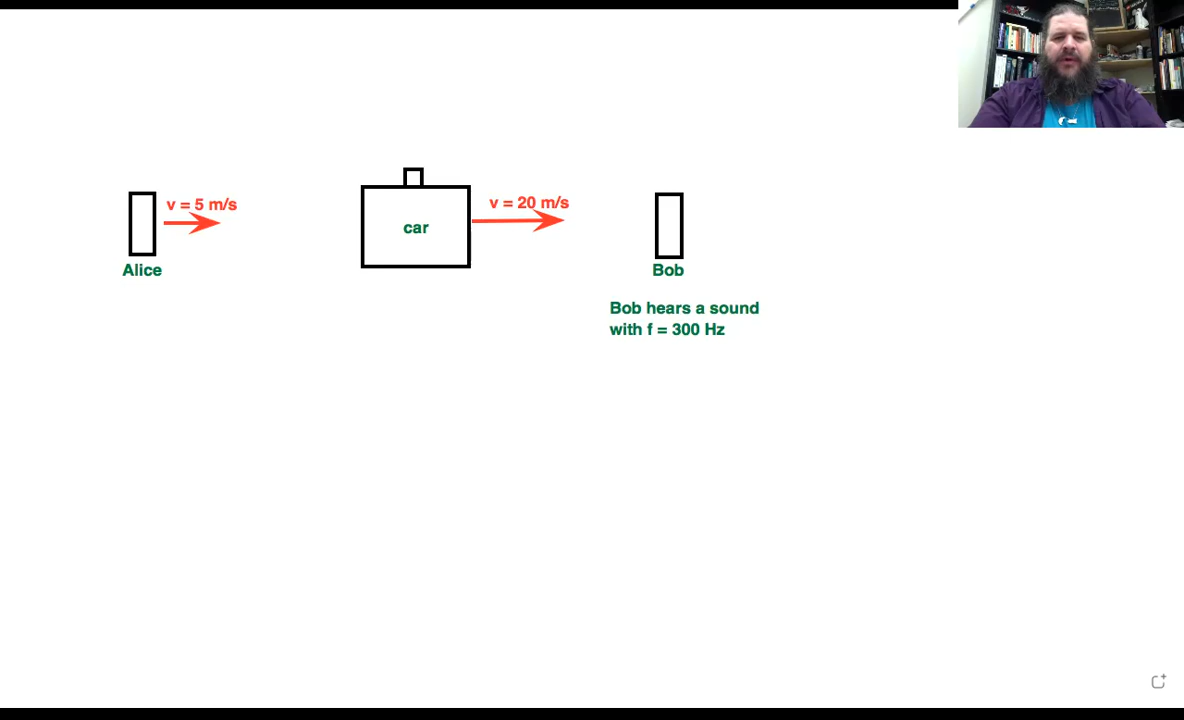 v = 5 m/s
Alice
car
v = 20 m/s
Bob
Bob hears a sound
with f = 300 Hz